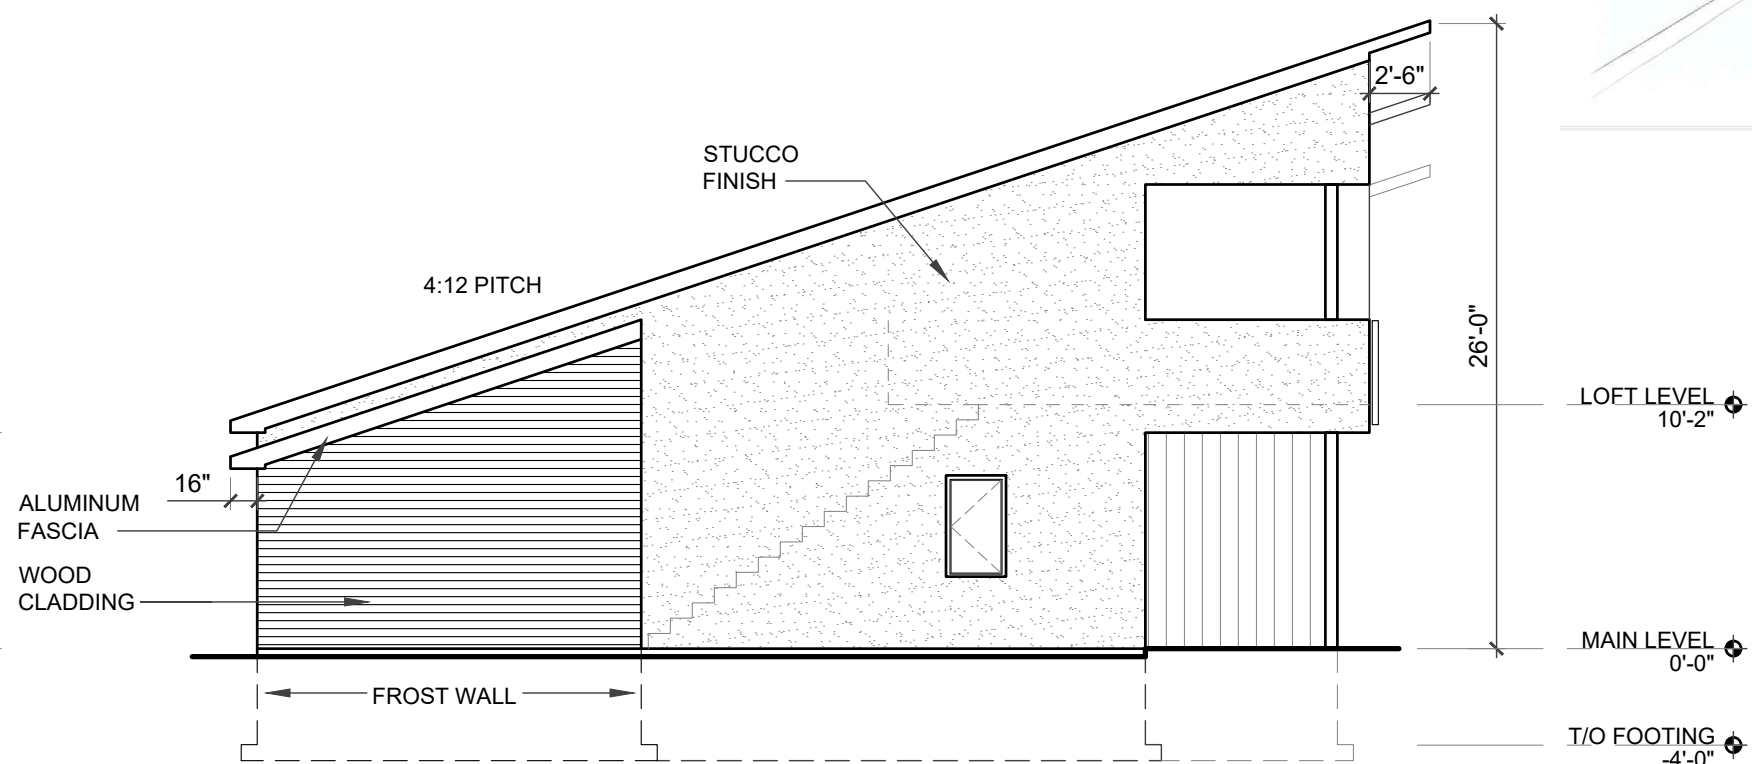 2'-6"
STUCCO
FINISH
4:12 PITCH
26'-0"
LOFT LEVEL
10'-2"
16"
ALUMINUM
FASCIA
WOOD
CLADDING
MAIN LEVEL
0'-0"
FROST WALL
T/O FOOTING
-4'-0"